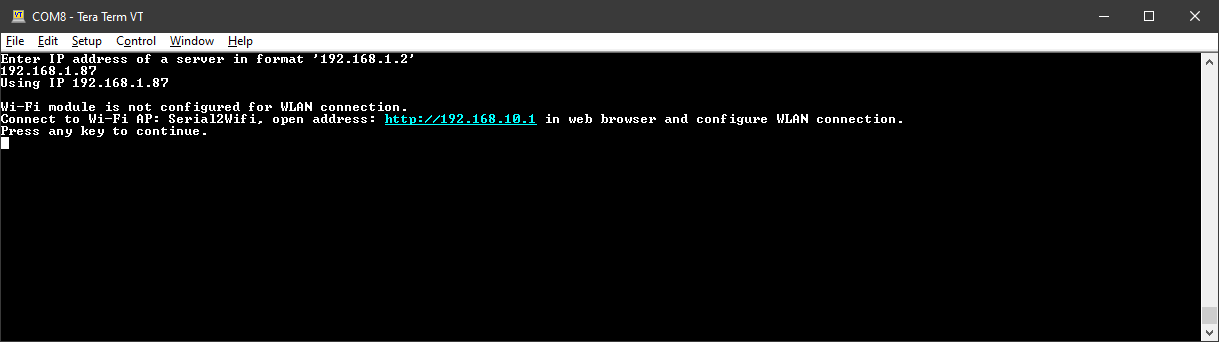 COM8 - Tera Term VT
File Edit Setup Control Window Help
Enter IP address of a server in format '192.168.1.2'
192.168.1.87
Using IP 192.168.1.87
Wi-Fi module is not configured for WLAN connection.
Connect to Wi-Fi AP: Serial2Wifi, open address: http://192.168.10.1 in web browser and configure WLAN connection.
Press any key to continue.